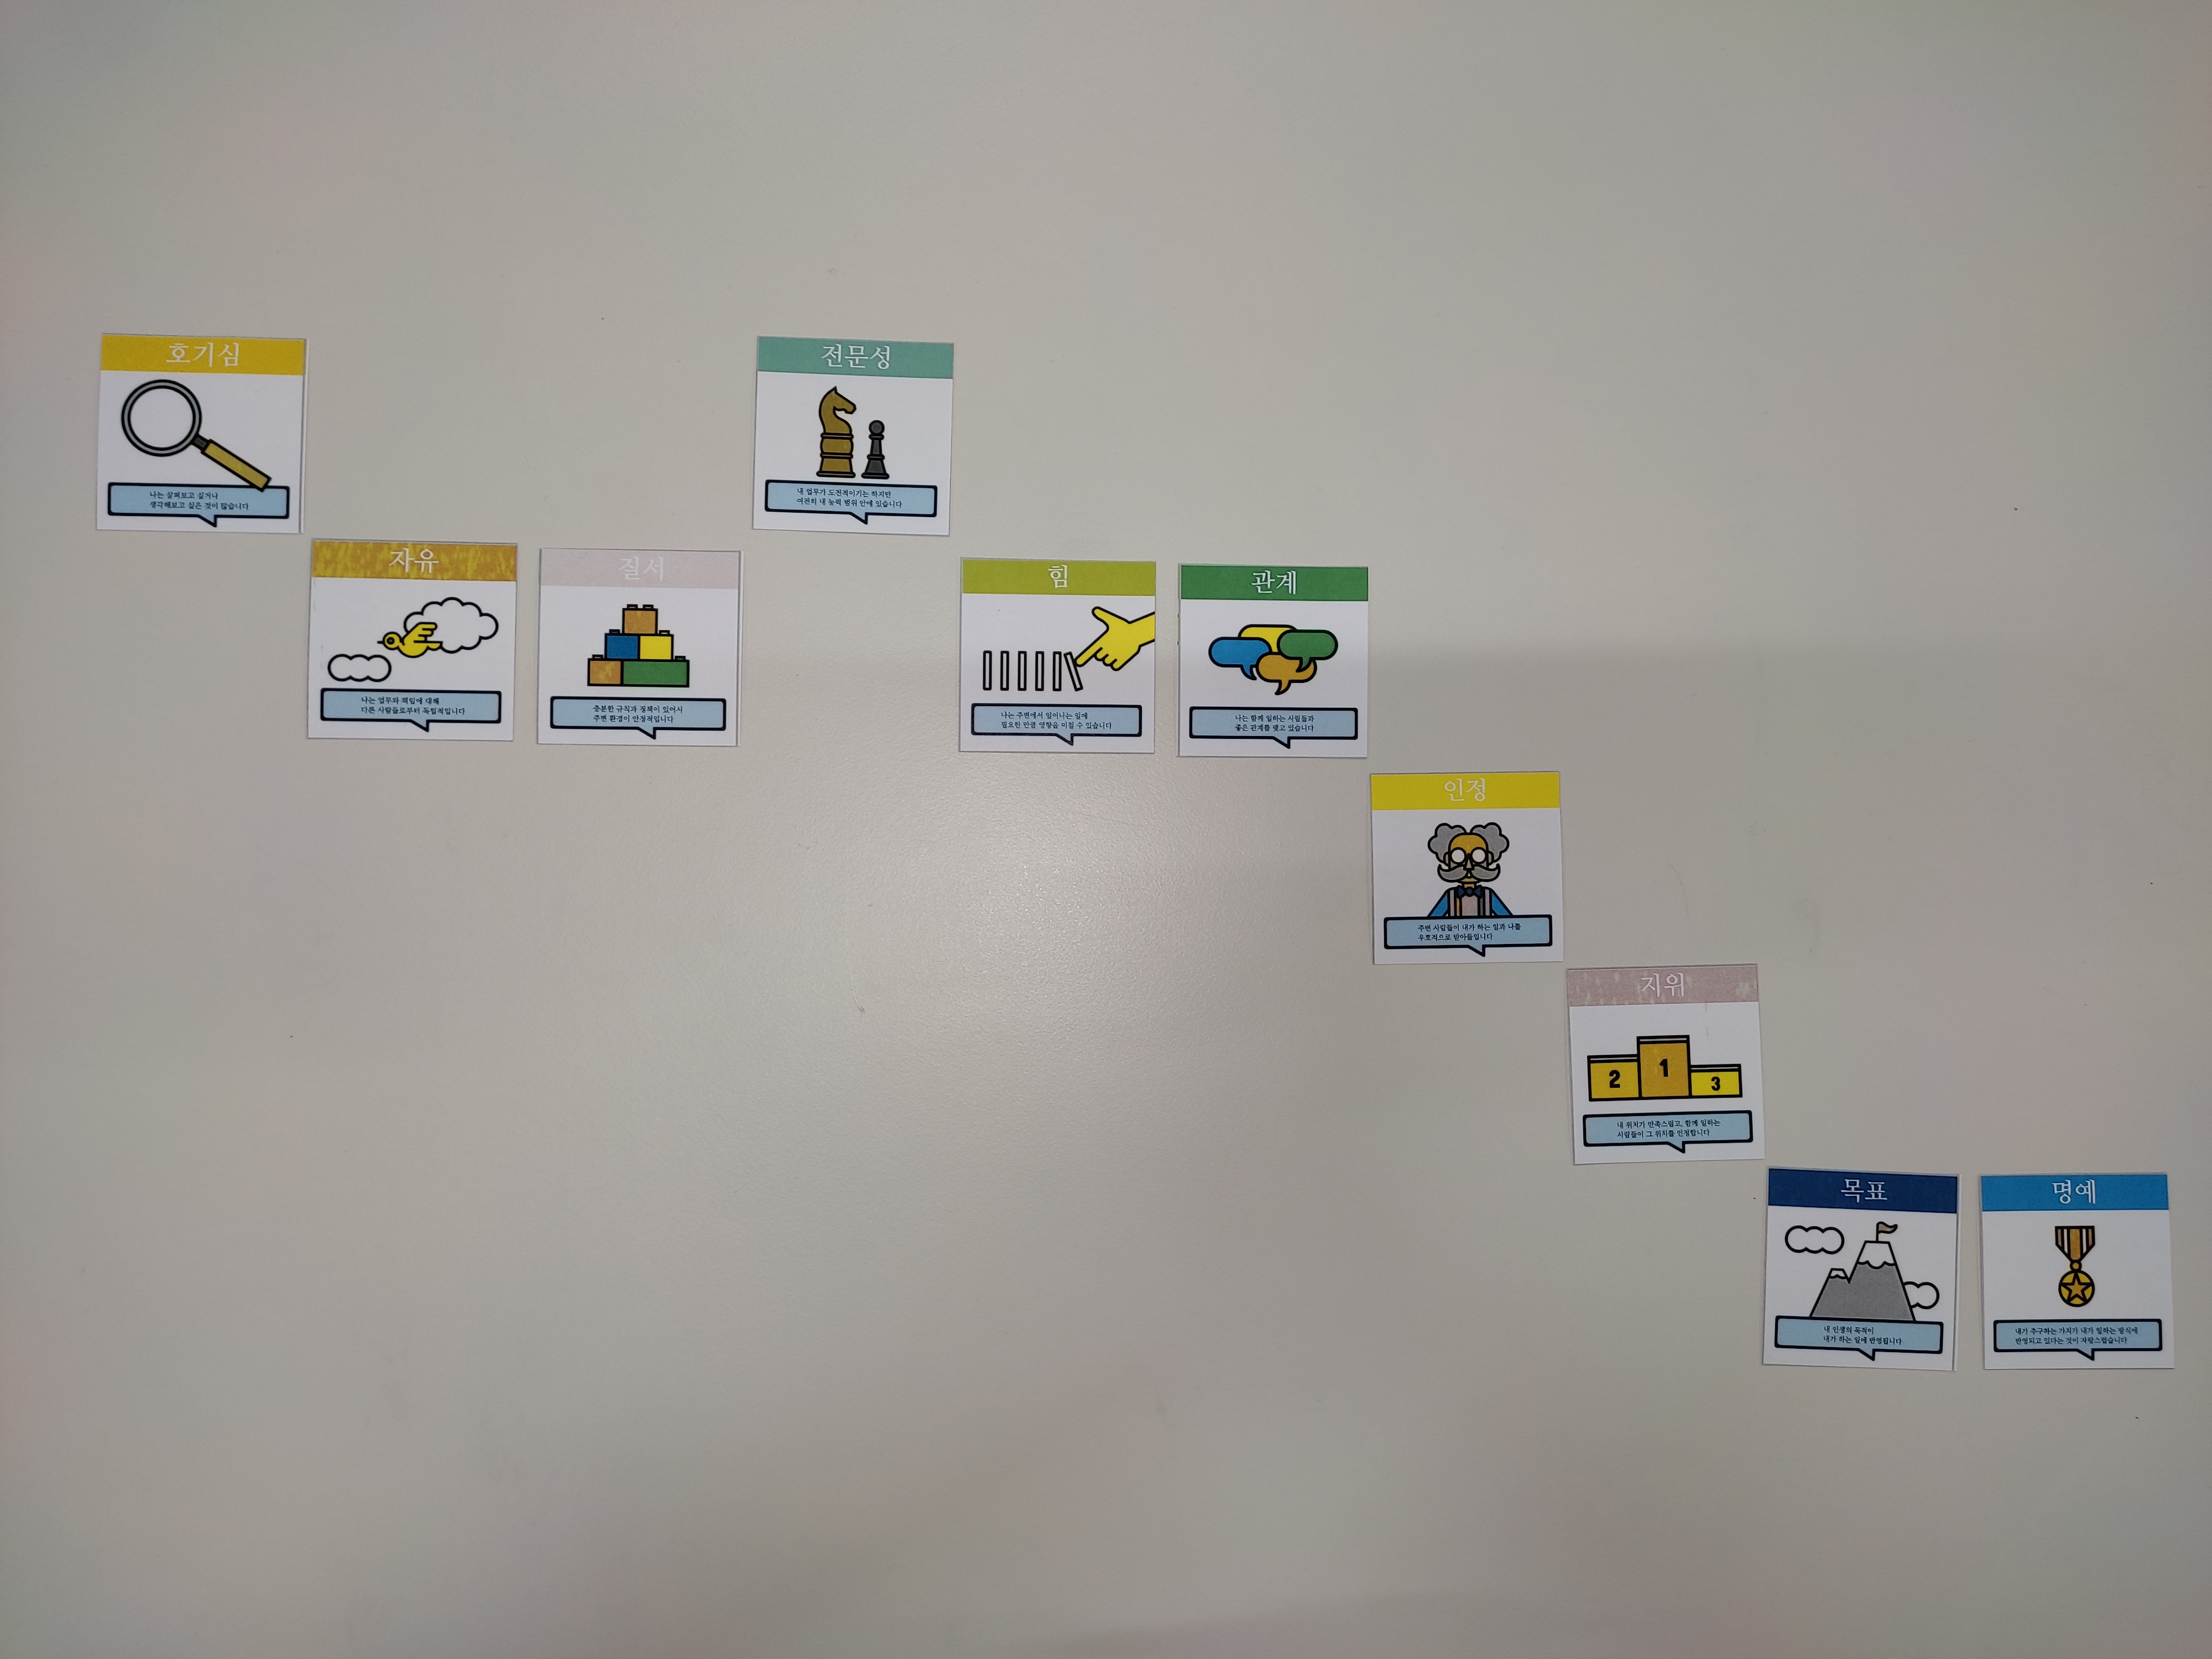 호기심
나는 살펴보고 싶거나
생각해보고 싶은 것이 많습니다
자유
나는 업무와 책임에 대해
다른 사람들로부터 독립적입니다
질서
충분한 규칙과 정책이 있어서
주변 환경이 안정적입니다
전문성
내 업무가 도전적이기는 하지만
여전히 내 능력 범위 안에 있습니다
힘
나는 주변에서 일어나는 일에
필요한 만큼 영향을 미칠 수 있습니다
관계
나는 함께 일하는 사람들과
좋은 관계를 맺고 있습니다
인정
주변 사람들이 내가 하는 일과 나를
우호적으로 받아들입니다
지위
2
1
3
내 위치가 만족스럽고, 함께 일하는
사람들이 그 위치를 인정합니다
목표
내 인생의 목적이
내가 하는 일에 반영됩니다
명예
내가 추구하는 가치가 내가 일하는 방식에
반영되고 있다는 것이 자랑스럽습니다